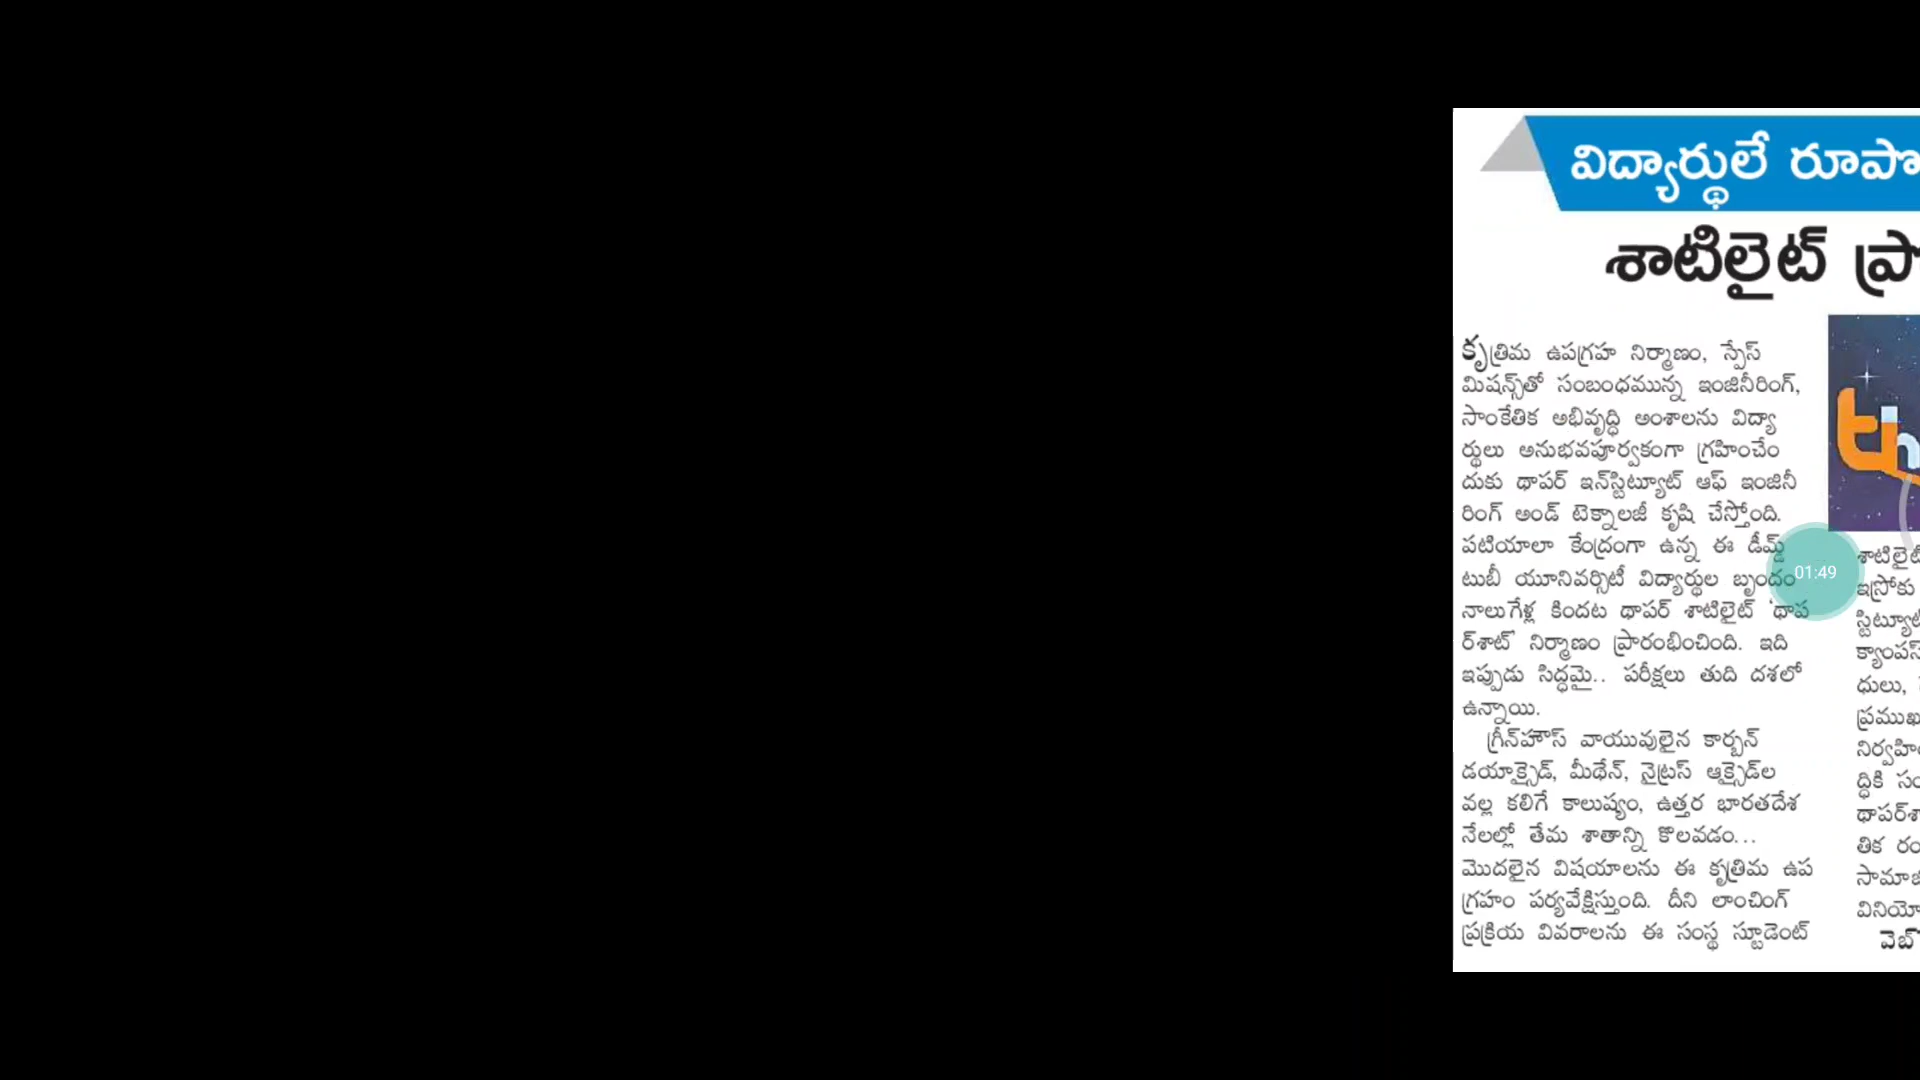 విద్యార్థులే రూపొ
శాటిలైట్ ప్రా
కృత్రిమ ఉపగ్రహ నిర్మాణం, స్పేస్
మిషన్స్‌తో సంబంధమున్న ఇంజినీరింగ్,
సాంకేతిక అభివృద్ధి అంశాలను విద్యా
ర్థులు అనుభవపూర్వకంగా గ్రహించేం
దుకు థాపర్ ఇన్‌స్టిట్యూట్ ఆఫ్ ఇంజినీ
రింగ్ అండ్ టెక్నాలజీ కృషి చేస్తోంది.
పటియాలా కేంద్రంగా ఉన్న ఈ డీమ్డ్
టుబీ యూనివర్సిటీ విద్యార్థుల బృందం
నాలుగేళ్ల కిందట థాపర్ శాటిలైట్ 'థాప
ర్‌శాట్' నిర్మాణం ప్రారంభించింది. ఇది
ఇప్పుడు సిద్ధమై.. పరీక్షలు తుది దశలో
ఉన్నాయి.
గ్రీన్‌హౌస్ వాయువులైన కార్బన్
డయాక్సైడ్, మీథేన్, నైట్రస్ ఆక్సైడ్‌ల
వల్ల కలిగే కాలుష్యం, ఉత్తర భారతదేశ
నేలల్లో తేమ శాతాన్ని కొలవడం...
మొదలైన విషయాలను ఈ కృత్రిమ ఉప
గ్రహం పర్యవేక్షిస్తుంది. దీని లాంచింగ్
ప్రక్రియ వివరాలను ఈ సంస్థ స్టూడెంట్
01:49
శాటిలైట్
ఇస్రోకు
స్టిట్యూట్
క్యాంపస్
ధులు,
ప్రముఖ
నిర్వహిం
ద్ధికి సం
థాపర్‌శా
తిక రం
సామాజి
వినియో
వెబ్